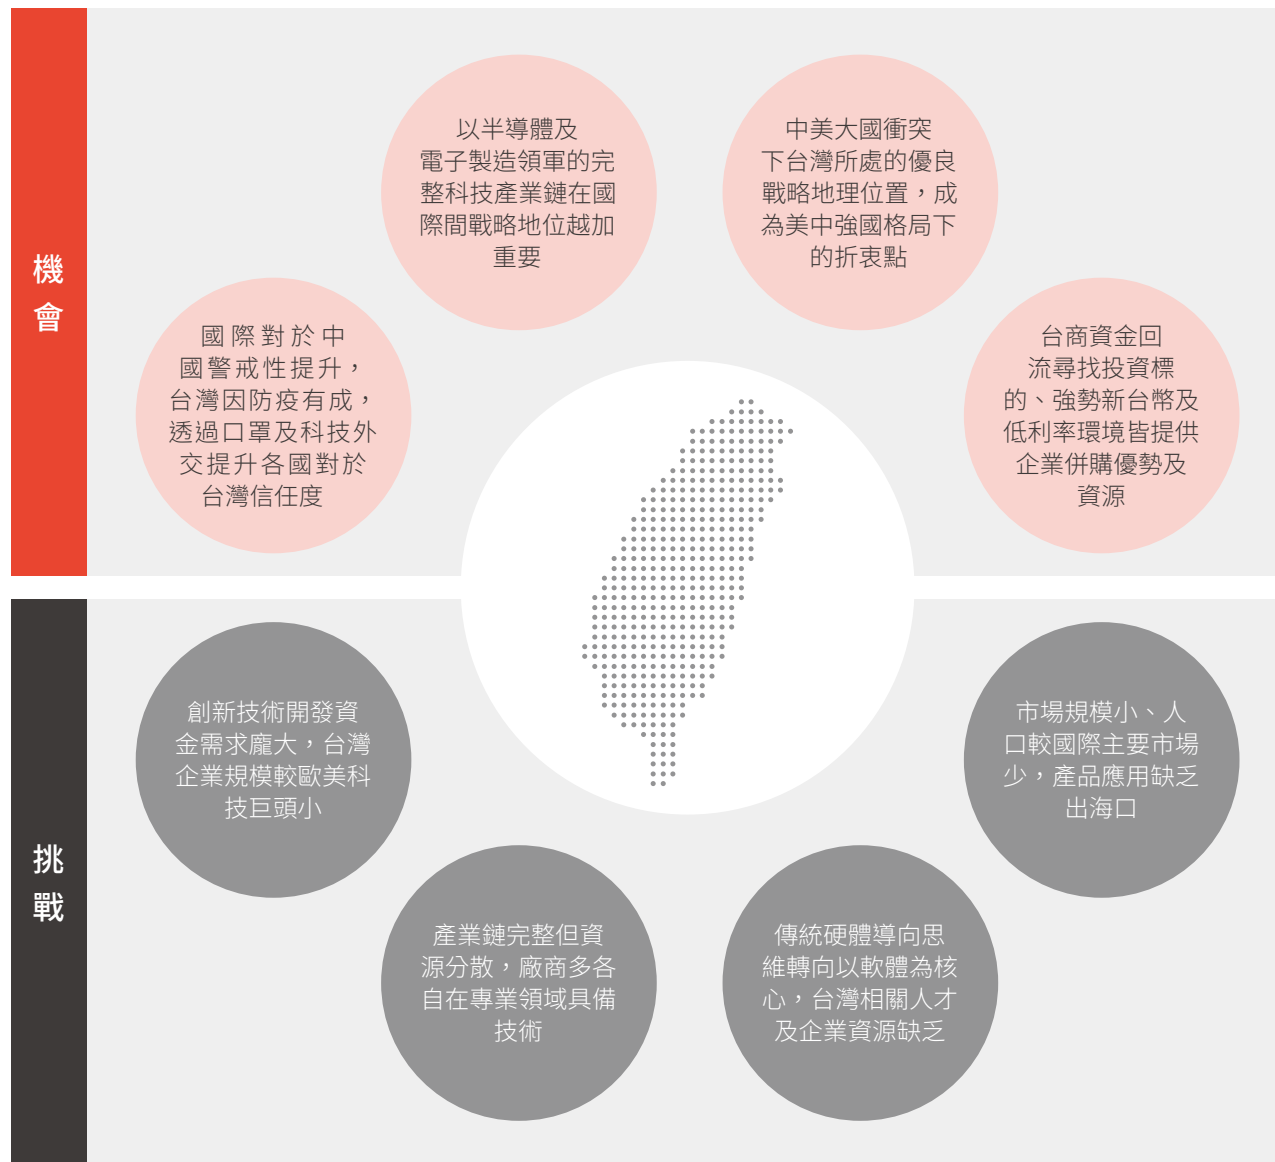 機
會
國際對於中
國警戒性提升，
台灣因防疫有成，
透過口罩及科技外
交提升各國對於
台灣信任度
以半導體及
電子製造領軍的完
整科技產業鏈在國
際間戰略地位越加
重要
中美大國衝突
下台灣所處的優良
戰略地理位置，成
為美中強國格局下
的折衷點
台商資金回
流尋找投資標
的、強勢新台幣及
低利率環境皆提供
企業併購優勢及
資源
挑
戰
創新技術開發資
金需求龐大，台灣
企業規模較歐美科
技巨頭小
產業鏈完整但資
源分散，廠商多各
自在專業領域具備
技術
傳統硬體導向思
維轉向以軟體為核
心，台灣相關人才
及企業資源缺乏
市場規模小、人
口較國際主要市場
少，產品應用缺乏
出海口